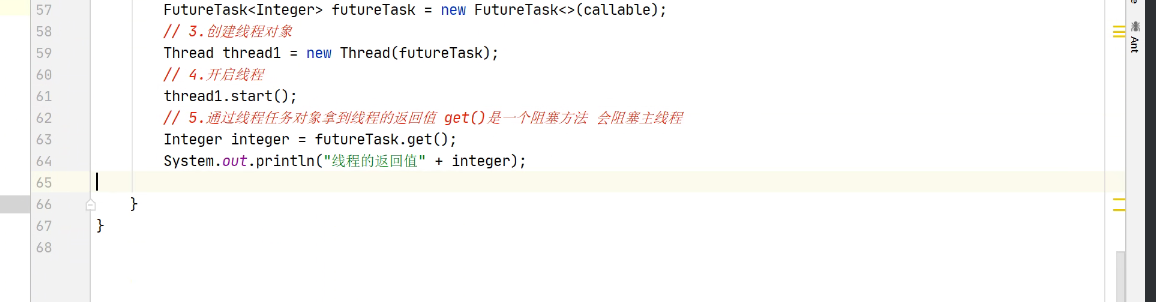 57 FutureTask<Integer> futureTask = new FutureTask<>(callable);
58 // 3.创建线程对象
59 Thread thread1 = new Thread(futureTask);
60 // 4.开启线程
61 thread1.start();
62 // 5.通过线程任务对象拿到线程的返回值 get()是一个阻塞方法 会阻塞主线程
63 Integer integer = futureTask.get();
64 System.out.println("线程的返回值" + integer);
65
66 }
67 }
68
Ant